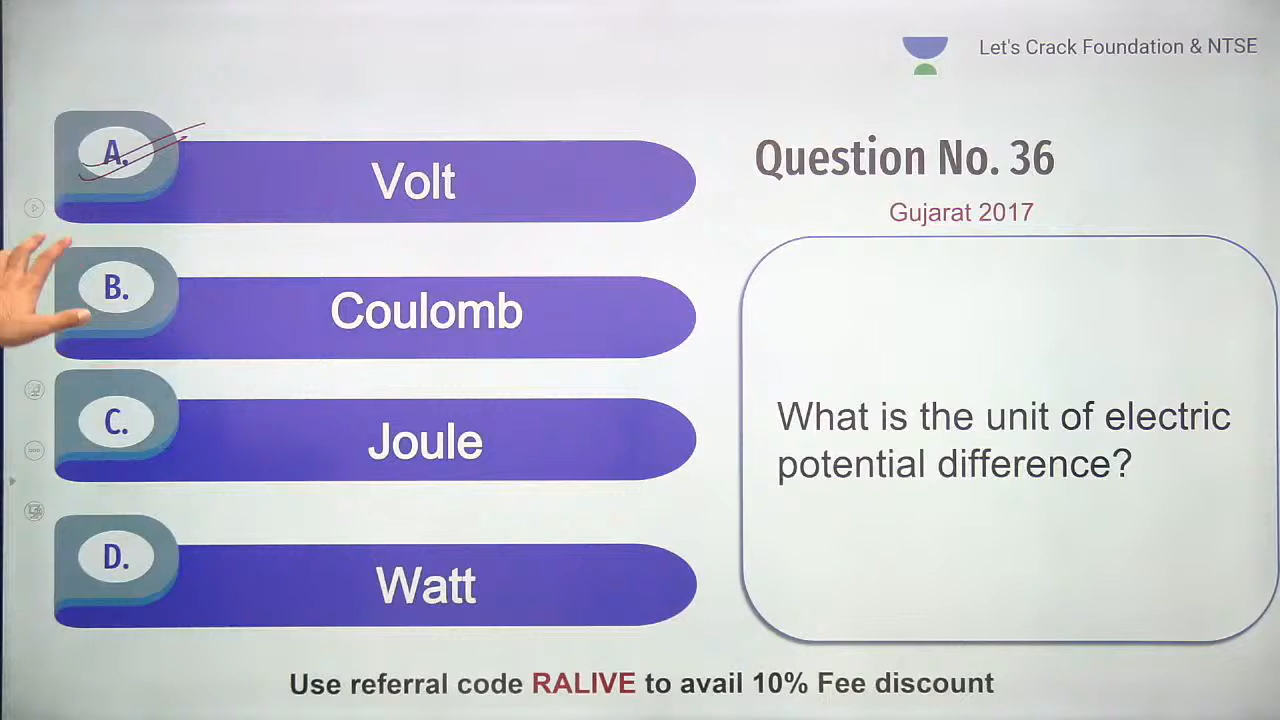 Let's Crack Foundation & NTSE
A.
Volt
B.
Coulomb
C.
Joule
D.
Watt
Question No. 36
Gujarat 2017
What is the unit of electric
potential difference?
Use referral code RALIVE to avail 10% Fee discount